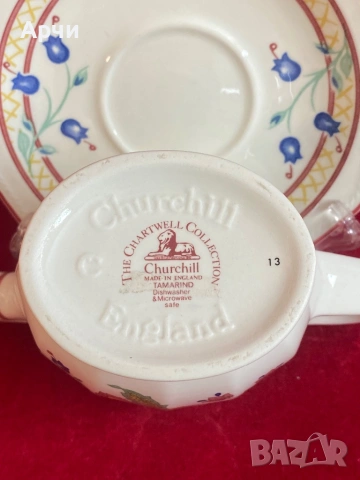 Арчи
Churchill
THE CHARTWELL COLLECTION
Churchill
MADE IN ENGLAND
TAMARIND
Dishwasher
& Microwave
safe
13
England
BAZAR